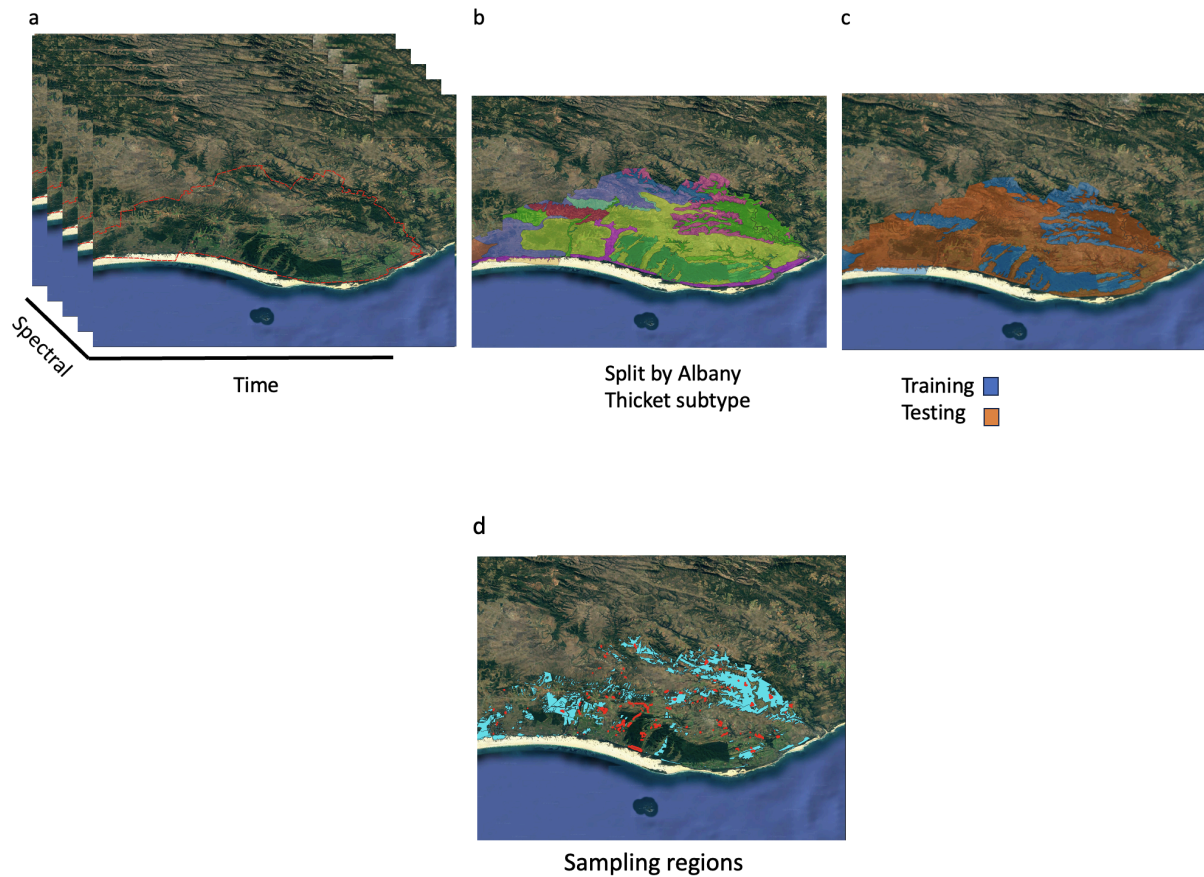 a
b
c
Spectral
Time
Split by Albany
Thicket subtype
Training
Testing
d
Sampling regions